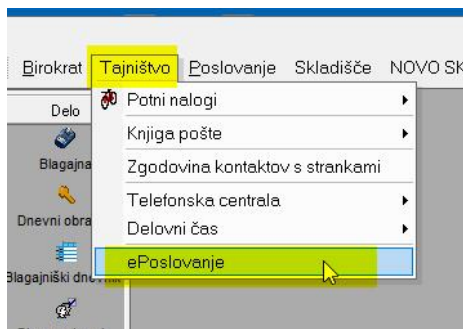 Birokrat Tajništvo Poslovanje Skladišče NOVO SK
Delo
Blagajna
Dnevni obra
Blagajniški dnevnik
Potni nalogi
Knjiga pošte
Zgodovina kontaktov s strankami
Telefonska centrala
Delovni čas
ePoslovanje